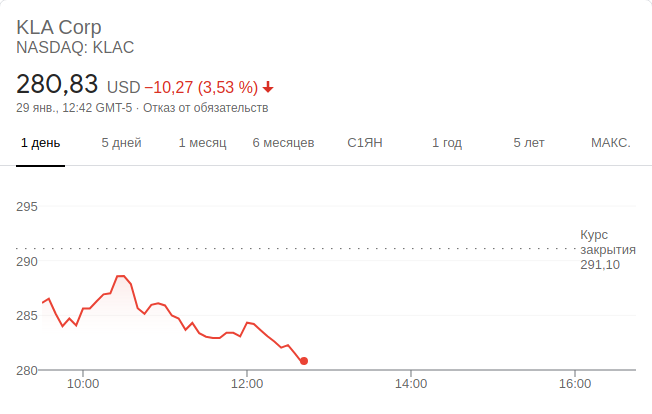 KLA Corp
NASDAQ: KLAC
280,83 USD −10,27 (3,53 %)
29 янв., 12:42 GMT-5 · Отказ от обязательств
1 день 5 дней 1 месяц 6 месяцев С1ЯН 1 год 5 лет МАКС.
295
Курс
закрытия
291,10
290
285
280
10:00 12:00 14:00 16:00